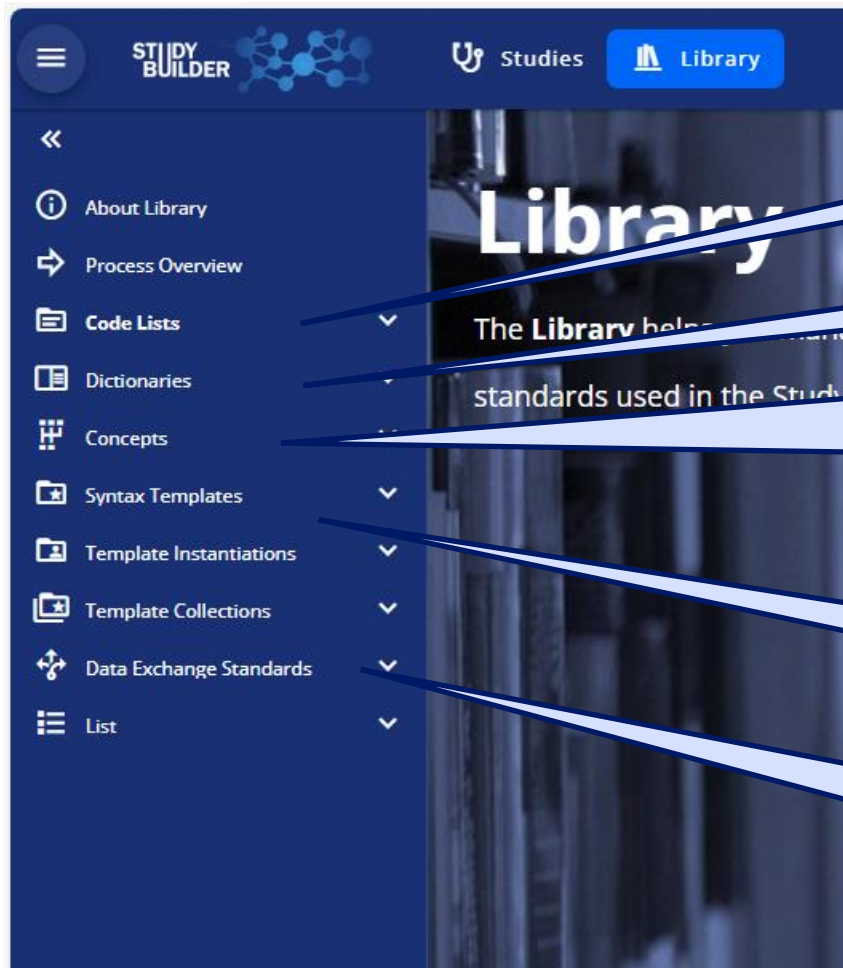 STUDY
BUILDER
Studies
Library
About Library
Process Overview
Code Lists
Dictionaries
Concepts
Syntax Templates
Template Instantiations
Template Collections
Data Exchange Standards
List
Library
The Library
standards used in the Study